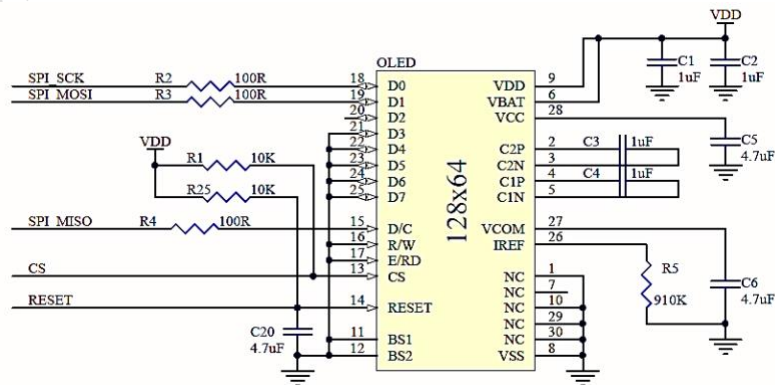 VDD
OLED
SPI_SCK R2 100R 18 D0 VDD 9 C1 1uF C2 1uF
SPI_MOSI R3 100R 19 D1 VBAT 6
20 D2 VCC 28
21 D3
VDD 22 D4 C2P 2 C3 1uF C5 4.7uF
R1 10K 23 D5 C2N 3
24 D6 C1P 4 C4 1uF
R25 10K 25 D7 C1N 5
128x64
SPI_MISO R4 100R 15 D/C VCOM 27
16 R/W IREF 26
17 E/RD
CS 13 CS NC 1 R5 910K C6 4.7uF
NC 7
RESET 14 RESET NC 10
C20 4.7uF NC 29
11 BS1 NC 30
12 BS2 VSS 8